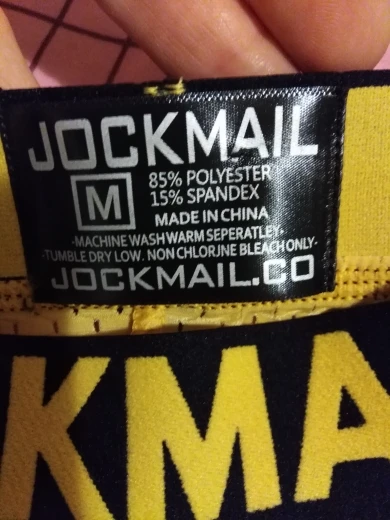 JOCKMAIL
M
85% POLYESTER
15% SPANDEX
MADE IN CHINA
-MACHINE WASH WARM SEPERATLEY-
-TUMBLE DRY LOW. NON CHLORJNE BLEACH ONLY-
JOCKMAIL.CO
KMA